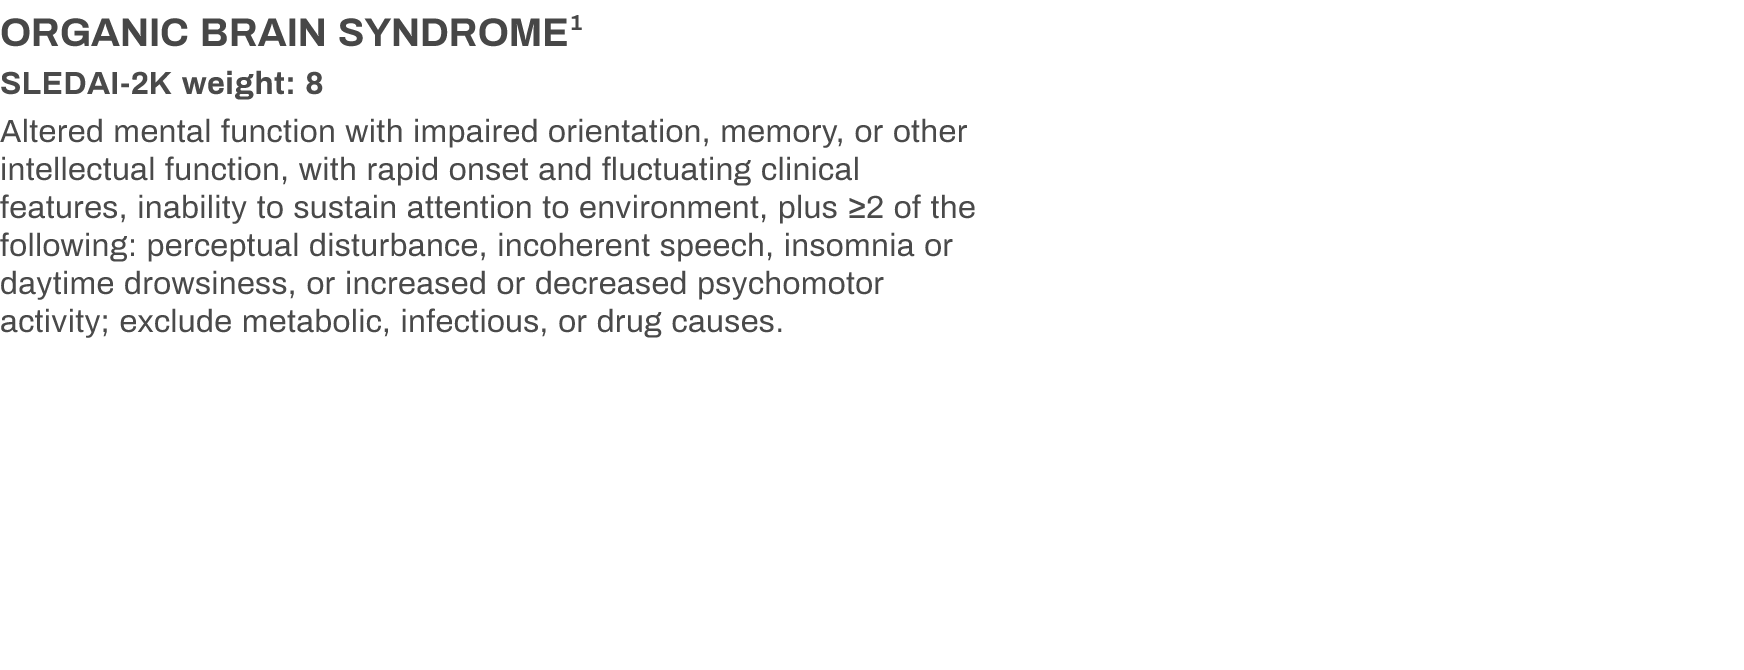 ORGANIC BRAIN SYNDROME¹
SLEDAI-2K weight: 8
Altered mental function with impaired orientation, memory, or other
intellectual function, with rapid onset and fluctuating clinical
features, inability to sustain attention to environment, plus ≥2 of the
following: perceptual disturbance, incoherent speech, insomnia or
daytime drowsiness, or increased or decreased psychomotor
activity; exclude metabolic, infectious, or drug causes.